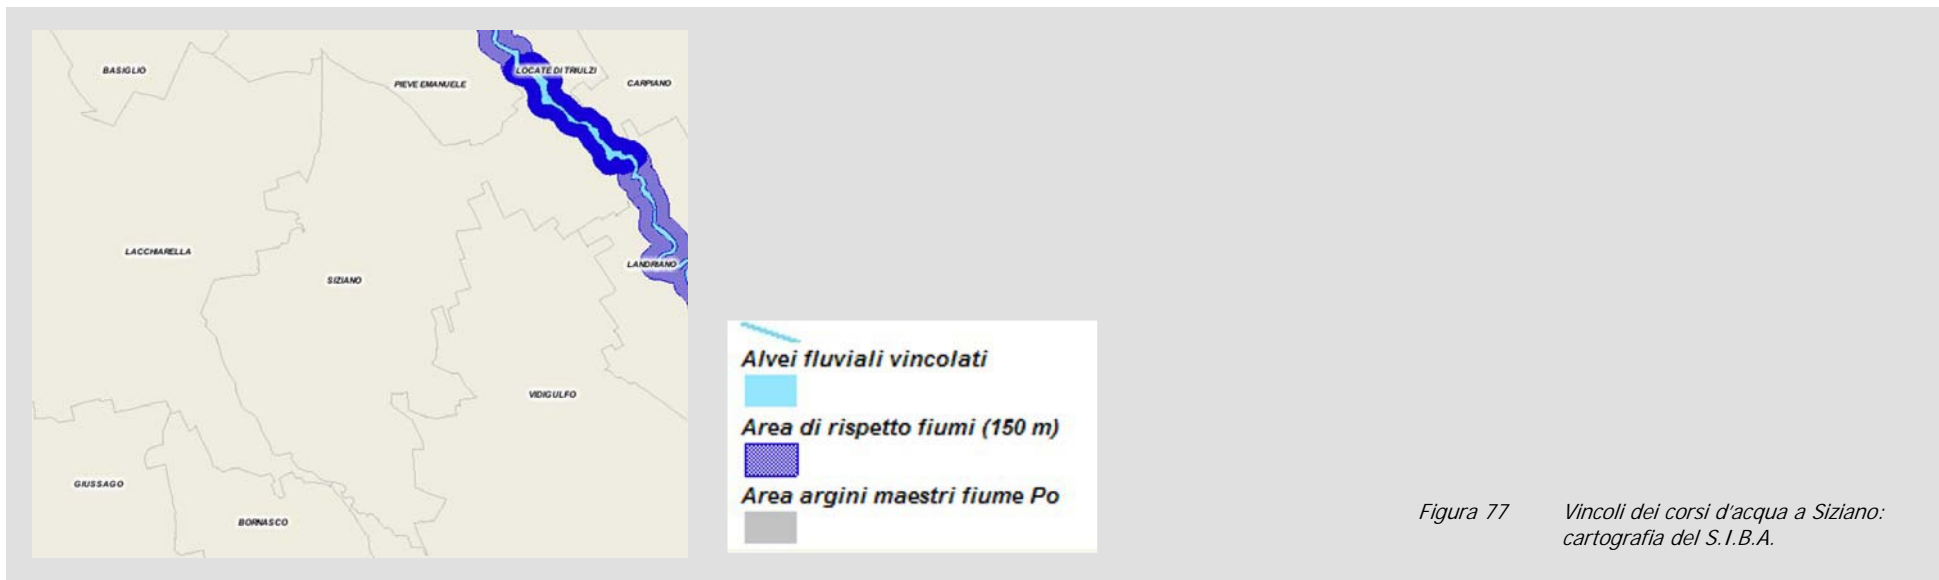 BASIGLIO
PIEVE EMANUELE
LOCATE DI TRIULZI
CARPIANO
LACCHIARELLA
SIZIANO
LANDRIANO
VIDIGULFO
GIUSSAGO
BORNASCO
Alvei fluviali vincolati
Area di rispetto fiumi (150 m)
Area argini maestri fiume Po
Figura 77 Vincoli dei corsi d'acqua a Siziano:
cartografia del S.I.B.A.